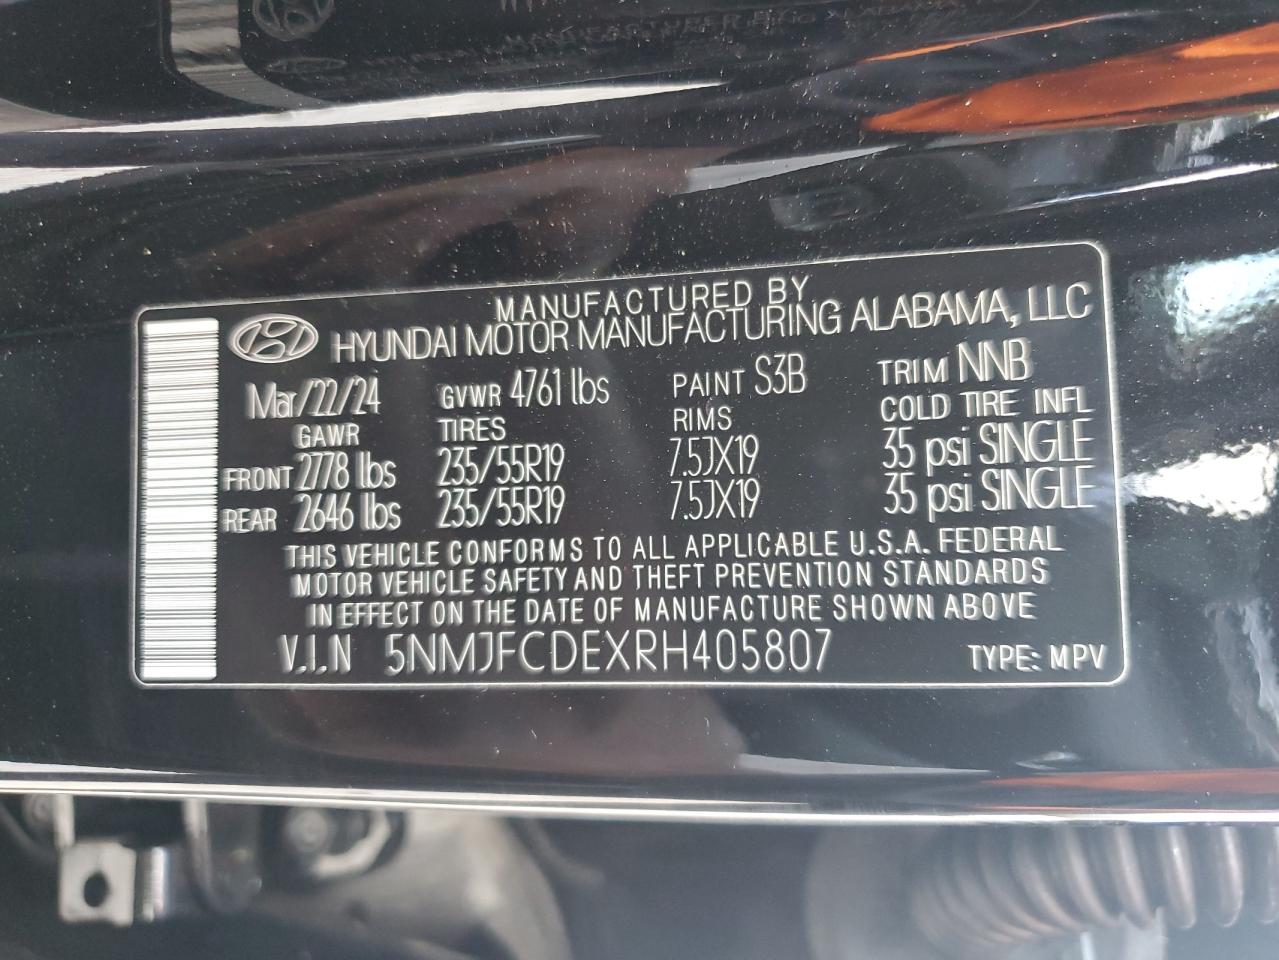 MANUFACTURED BY
HYUNDAI MOTOR MANUFACTURING ALABAMA, LLC
Mar/22/24 GVWR 4761 lbs PAINT S3B TRIM NNB
GAWR TIRES RIMS COLD TIRE INFL
FRONT 2778 lbs 235/55R19 7.5JX19 35 psi SINGLE
REAR 2646 lbs 235/55R19 7.5JX19 35 psi SINGLE
THIS VEHICLE CONFORMS TO ALL APPLICABLE U.S.A. FEDERAL
MOTOR VEHICLE SAFETY AND THEFT PREVENTION STANDARDS
IN EFFECT ON THE DATE OF MANUFACTURE SHOWN ABOVE
V.I.N 5NMJFCDEXRH405807 TYPE: MPV